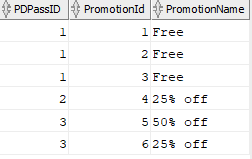 PDPassID PromotionId PromotionName
1 1 Free
1 2 Free
1 3 Free
2 4 25% off
3 5 50% off
3 6 25% off